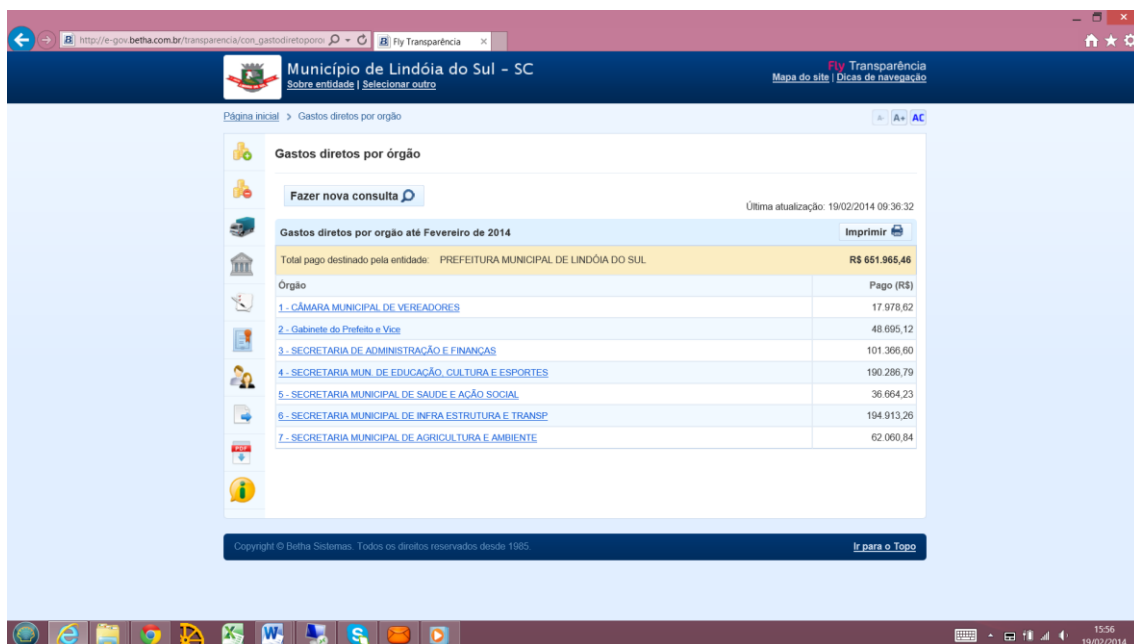 http://e-gov.betha.com.br/transparencia/con_gastodiretoporo
Fly Transparência
Município de Lindóia do Sul - SC
Sobre entidade | Selecionar outro
Fly Transparência
Mapa do site | Dicas de navegação
Página inicial > Gastos diretos por orgão
A- A+ AC
Gastos diretos por órgão
Fazer nova consulta
Última atualização: 19/02/2014 09:36:32
Gastos diretos por orgão até Fevereiro de 2014
Imprimir
Total pago destinado pela entidade: PREFEITURA MUNICIPAL DE LINDÓIA DO SUL R$ 651.965,46
Órgão Pago (R$)
1 - CÂMARA MUNICIPAL DE VEREADORES 17.978,62
2 - Gabinete do Prefeito e Vice 48.695,12
3 - SECRETARIA DE ADMINISTRAÇÃO E FINANÇAS 101.366,60
4 - SECRETARIA MUN. DE EDUCAÇÃO, CULTURA E ESPORTES 190.286,79
5 - SECRETARIA MUNICIPAL DE SAUDE E AÇÃO SOCIAL 36.664,23
6 - SECRETARIA MUNICIPAL DE INFRA ESTRUTURA E TRANSP 194.913,26
7 - SECRETARIA MUNICIPAL DE AGRICULTURA E AMBIENTE 62.060,84
PDF
Copyright © Betha Sistemas. Todos os direitos reservados desde 1985.
Ir para o Topo
15:56
19/02/2014